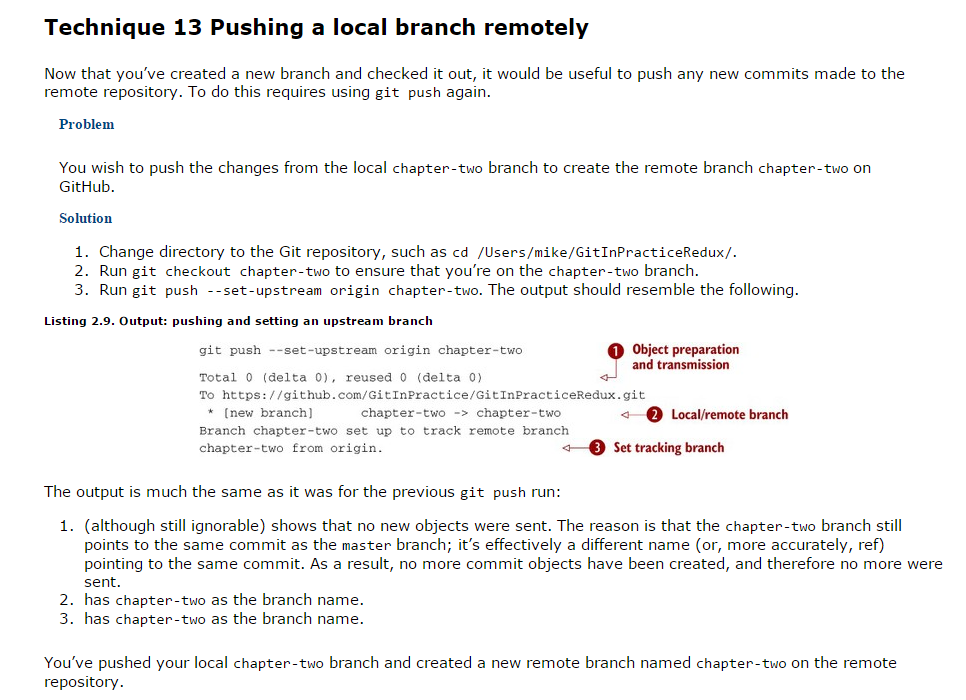 Technique 13 Pushing a local branch remotely
Now that you’ve created a new branch and checked it out, it would be useful to push any new commits made to the
remote repository. To do this requires using git push again.
Problem
You wish to push the changes from the local chapter-two branch to create the remote branch chapter-two on
GitHub.
Solution
1. Change directory to the Git repository, such as cd /Users/mike/GitInPracticeRedux/.
2. Run git checkout chapter-two to ensure that you’re on the chapter-two branch.
3. Run git push --set-upstream origin chapter-two. The output should resemble the following.
Listing 2.9. Output: pushing and setting an upstream branch
git push --set-upstream origin chapter-two
1 Object preparation
and transmission
Total 0 (delta 0), reused 0 (delta 0)
To https://github.com/GitInPractice/GitInPracticeRedux.git
* [new branch] chapter-two -> chapter-two
2 Local/remote branch
Branch chapter-two set up to track remote branch
chapter-two from origin.
3 Set tracking branch
The output is much the same as it was for the previous git push run:
1. (although still ignorable) shows that no new objects were sent. The reason is that the chapter-two branch still
points to the same commit as the master branch; it’s effectively a different name (or, more accurately, ref)
pointing to the same commit. As a result, no more commit objects have been created, and therefore no more were
sent.
2. has chapter-two as the branch name.
3. has chapter-two as the branch name.
You’ve pushed your local chapter-two branch and created a new remote branch named chapter-two on the remote
repository.